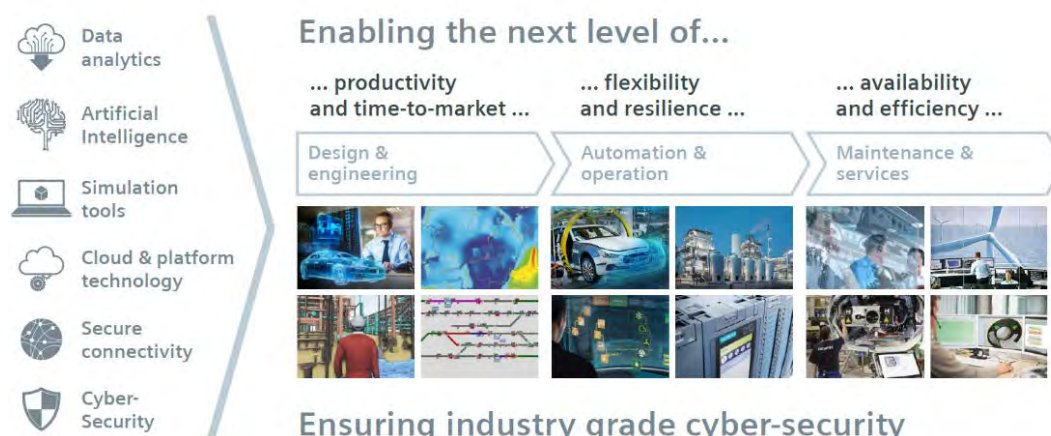 Data
analytics
Artificial
Intelligence
Simulation
tools
Cloud & platform
technology
Secure
connectivity
Cyber-
Security
Enabling the next level of...
... productivity
and time-to-market ...
... flexibility
and resilience ...
... availability
and efficiency ...
Design &
engineering
Automation &
operation
Maintenance &
services
Ensuring industry grade cyber-security